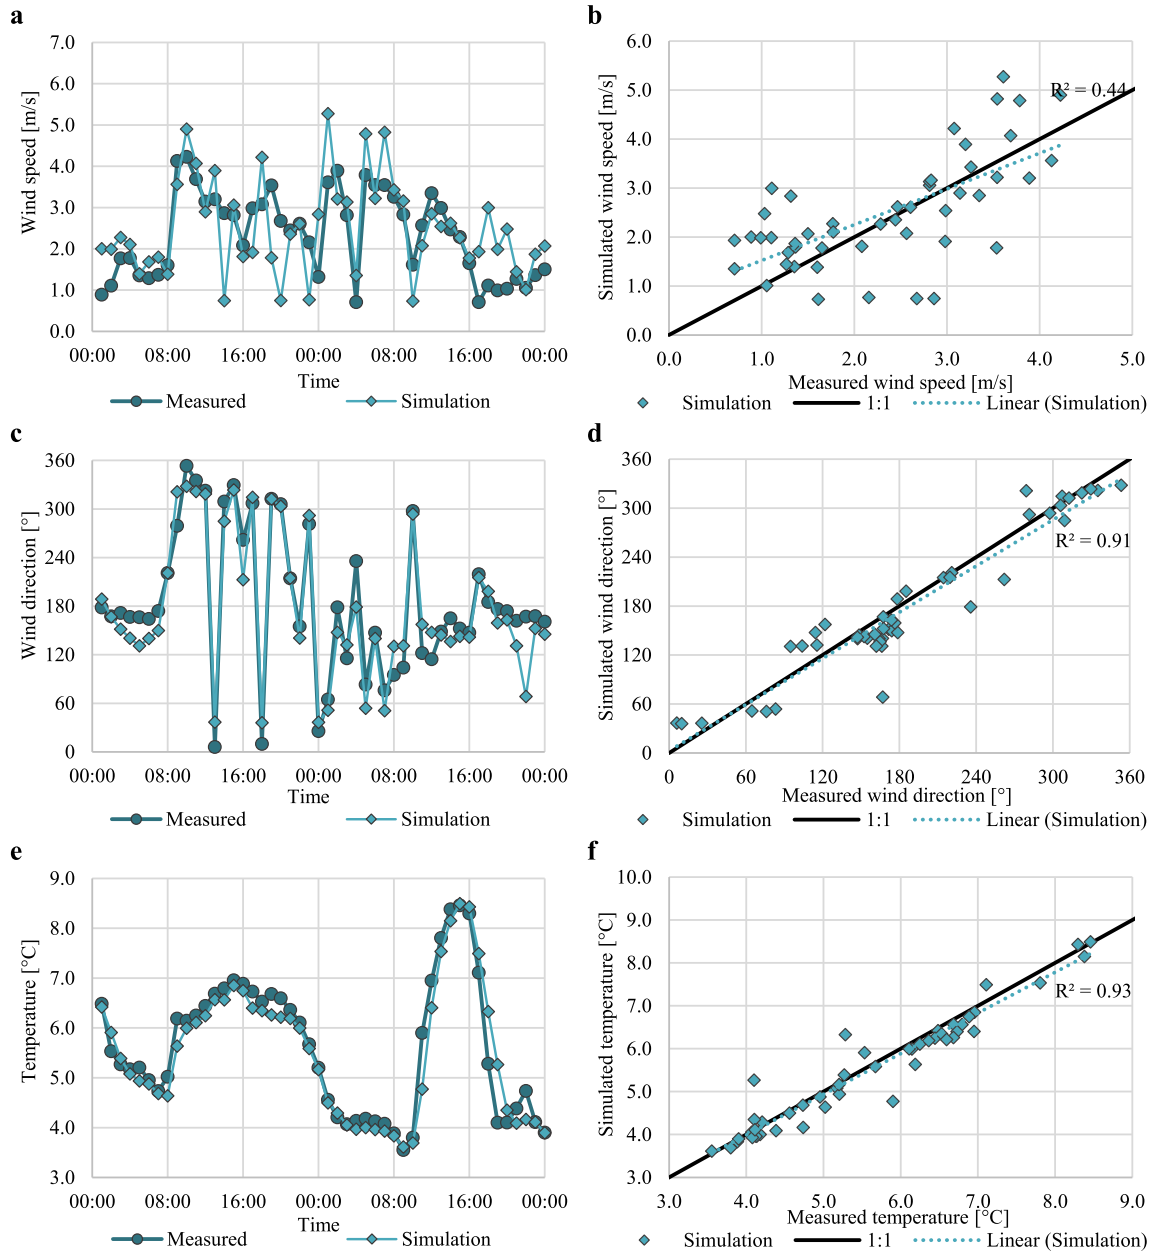 a
7.0
6.0
5.0
4.0
3.0
2.0
1.0
0.0
Wind speed [m/s]
00:00 08:00 16:00 00:00 08:00 16:00 00:00
Time
Measured Simulation
b
6.0
5.0
4.0
3.0
2.0
1.0
0.0
Simulated wind speed [m/s]
R² = 0.44
0.0 1.0 2.0 3.0 4.0 5.0
Measured wind speed [m/s]
Simulation 1:1 Linear (Simulation)
c
360
300
240
180
120
60
0
Wind direction [°]
00:00 08:00 16:00 00:00 08:00 16:00 00:00
Time
Measured Simulation
d
360
300
240
180
120
60
0
Simulated wind direction [°]
R² = 0.91
0 60 120 180 240 300 360
Measured wind direction [°]
Simulation 1:1 Linear (Simulation)
e
9.0
8.0
7.0
6.0
5.0
4.0
3.0
Temperature [°C]
00:00 08:00 16:00 00:00 08:00 16:00 00:00
Time
Measured Simulation
f
10.0
9.0
8.0
7.0
6.0
5.0
4.0
3.0
Simulated temperature [°C]
R² = 0.93
3.0 4.0 5.0 6.0 7.0 8.0 9.0
Measured temperature [°C]
Simulation 1:1 Linear (Simulation)